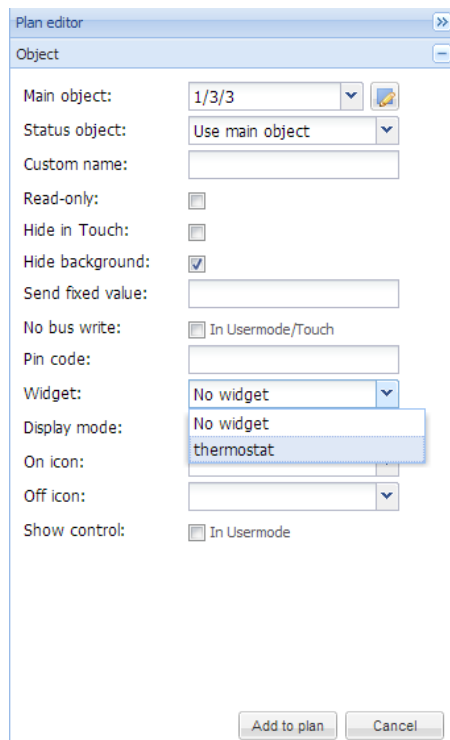 Plan editor
Object
Main object: 1/3/3
Status object: Use main object
Custom name:
Read-only:
Hide in Touch:
Hide background:
Send fixed value:
No bus write: In Usermode/Touch
Pin code:
Widget: No widget
Display mode: No widget
thermostat
On icon:
Off icon:
Show control: In Usermode
Add to plan Cancel